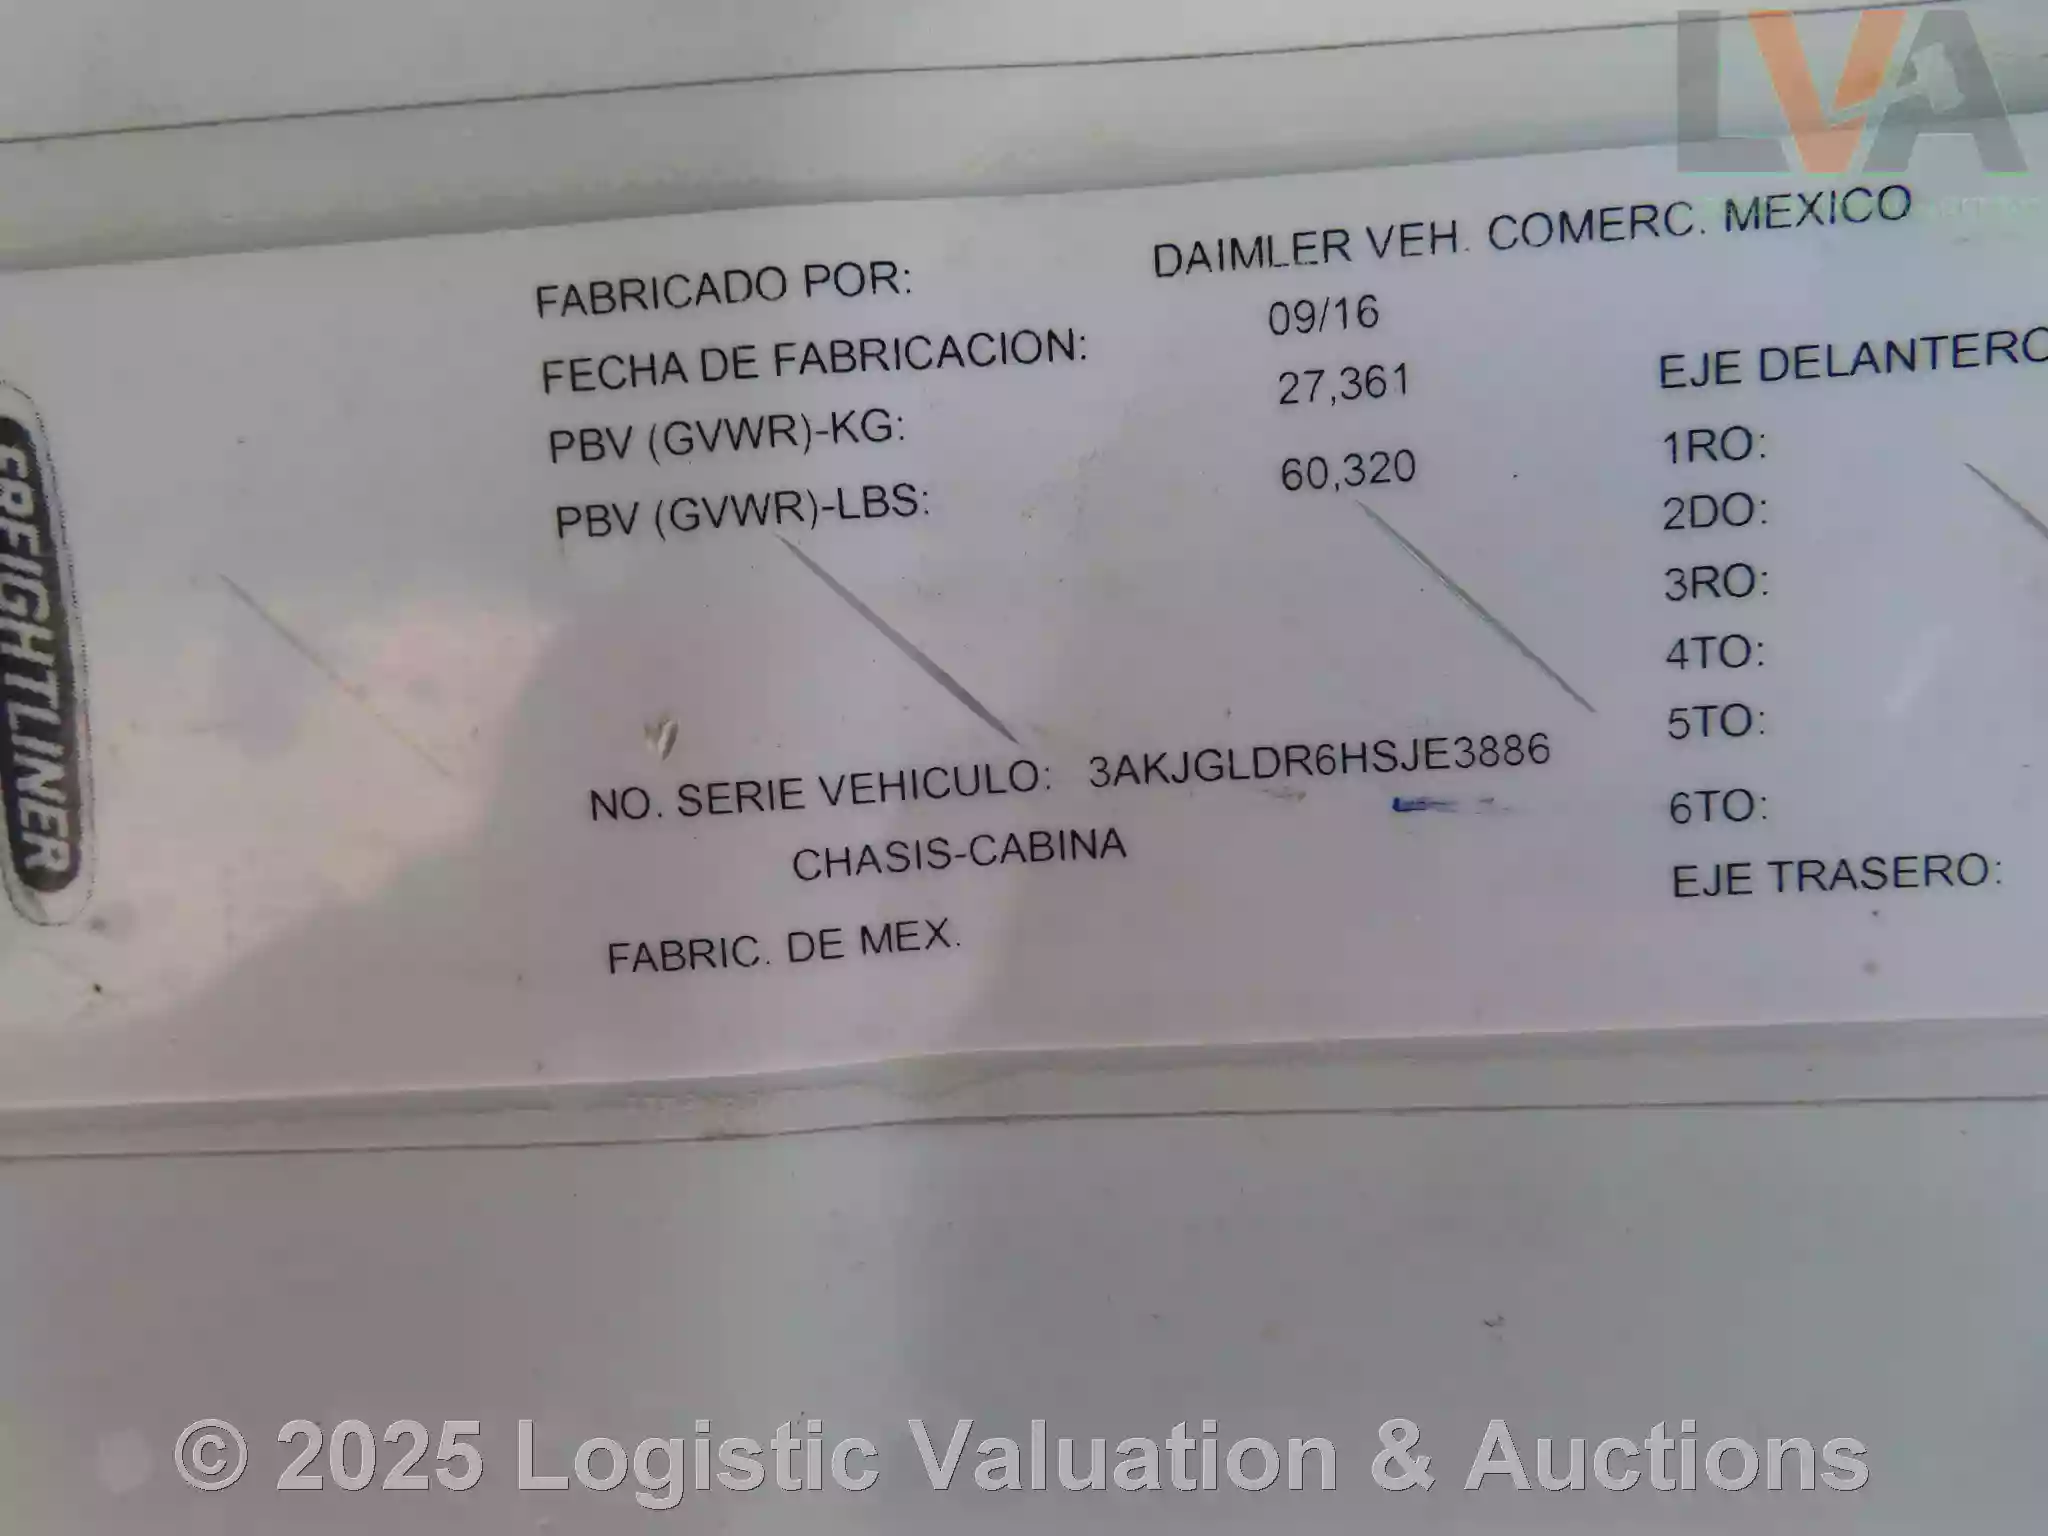 LVA
FABRICADO POR: DAIMLER VEH. COMERC. MEXICO
FECHA DE FABRICACION: 09/16
PBV (GVWR)-KG: 27,361
PBV (GVWR)-LBS: 60,320
NO. SERIE VEHICULO: 3AKJGLDR6HSJE3886
CHASIS-CABINA
FABRIC. DE MEX.
EJE DELANTERO
1RO:
2DO:
3RO:
4TO:
5TO:
6TO:
EJE TRASERO:
FREIGHTLINER
© 2025 Logistic Valuation & Auctions